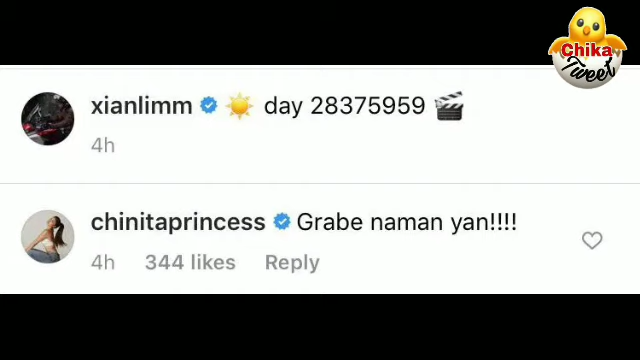 Chika
Tweet
xianlimm ☀️ day 28375959 🎬
4h
chinitaprincess Grabe naman yan!!!!
4h 344 likes Reply